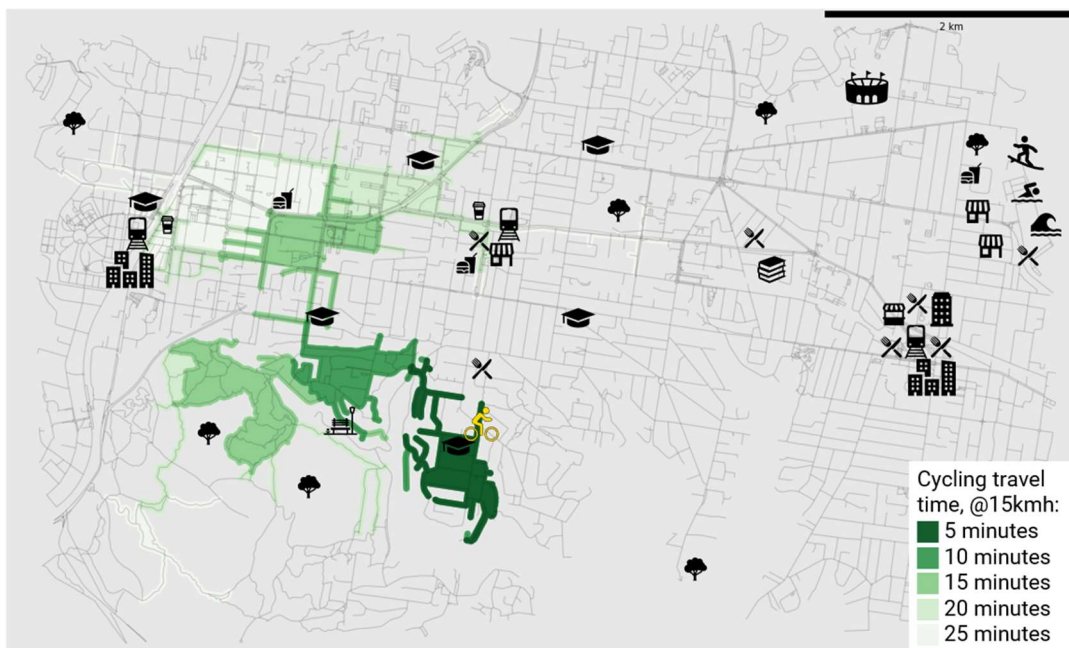 2 km
Cycling travel
time, @15kmh:
5 minutes
10 minutes
15 minutes
20 minutes
25 minutes